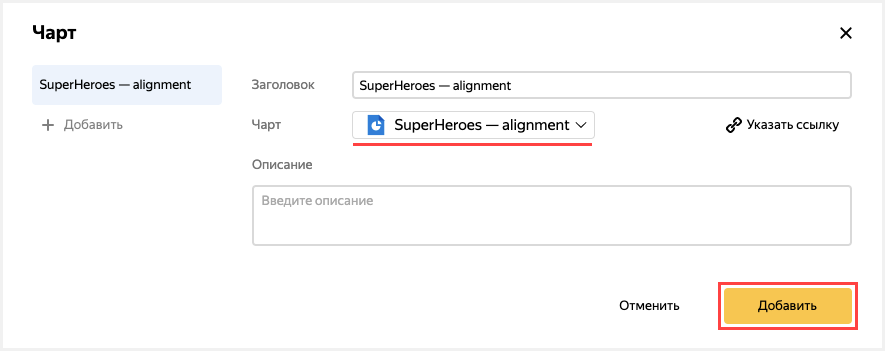 Чарт
SuperHeroes — alignment
Добавить
Заголовок
SuperHeroes — alignment
Чарт
SuperHeroes — alignment
Указать ссылку
Описание
Введите описание
Отменить
Добавить